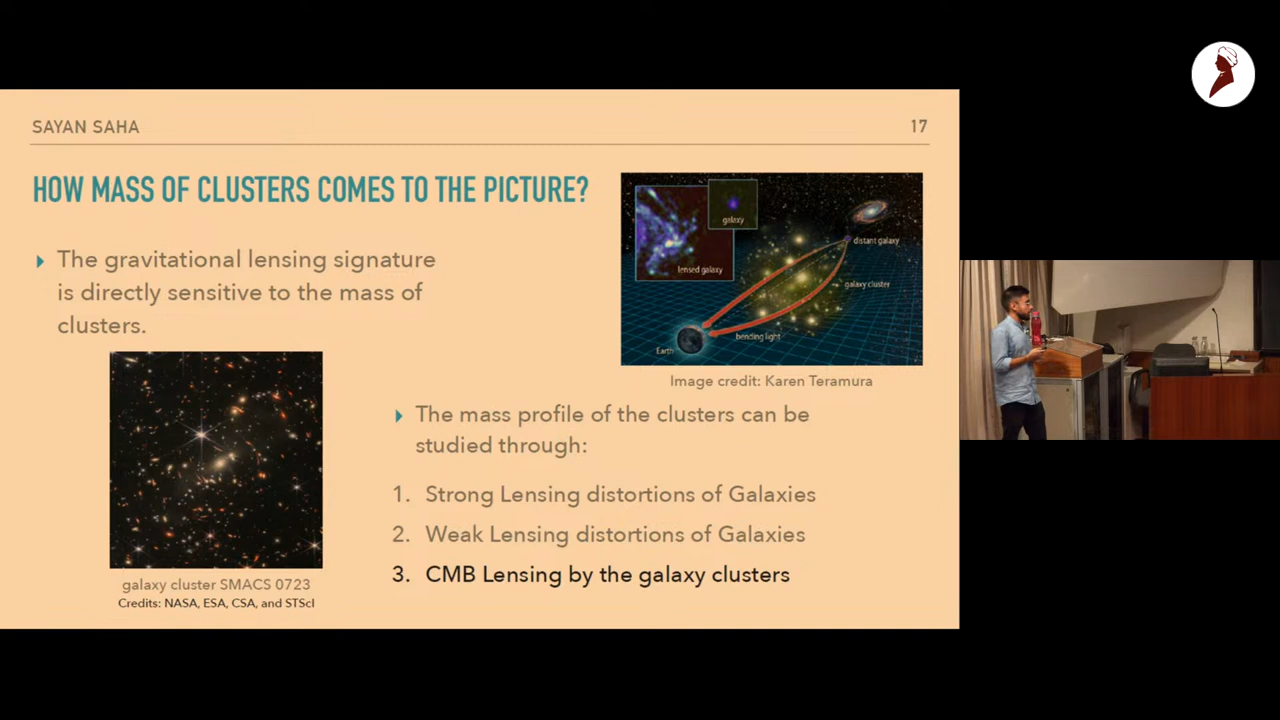 SAYAN SAHA
17
HOW MASS OF CLUSTERS COMES TO THE PICTURE?
The gravitational lensing signature
is directly sensitive to the mass of
clusters.
galaxy
lensed galaxy
distant galaxy
galaxy cluster
bending light
Earth
Image credit: Karen Teramura
galaxy cluster SMACS 0723
Credits: NASA, ESA, CSA, and STScI
The mass profile of the clusters can be
studied through:
1. Strong Lensing distortions of Galaxies
2. Weak Lensing distortions of Galaxies
3. CMB Lensing by the galaxy clusters